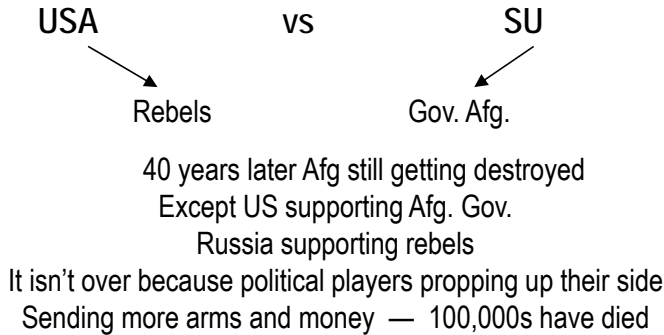 USA vs SU
Rebels Gov. Afg.
40 years later Afg still getting destroyed
Except US supporting Afg. Gov.
Russia supporting rebels
It isn’t over because political players propping up their side
Sending more arms and money — 100,000s have died